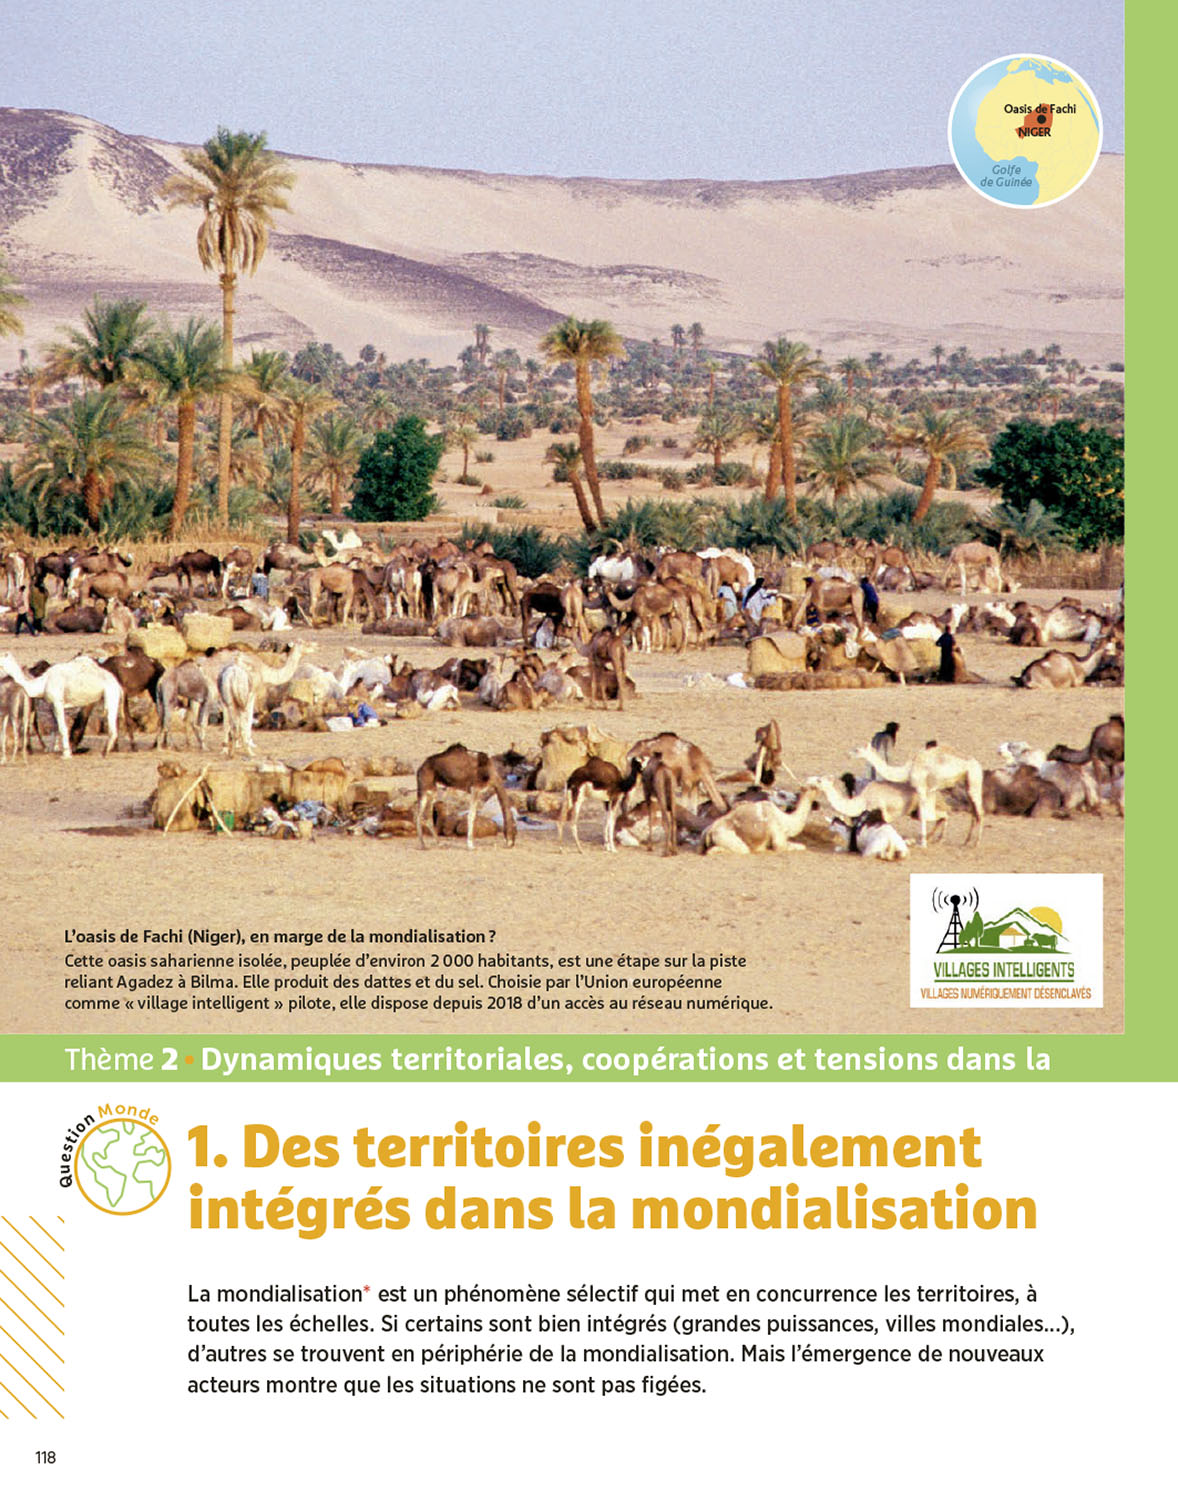 Oasis de Fachi
NIGER
Golfe
de Guinée
L'oasis de Fachi (Niger), en marge de la mondialisation ?
Cette oasis saharienne isolée, peuplée d'environ 2 000 habitants, est une étape sur la piste
reliant Agadez à Bilma. Elle produit des dattes et du sel. Choisie par l'Union européenne
comme « village intelligent » pilote, elle dispose depuis 2018 d'un accès au réseau numérique.
VILLAGES INTELLIGENTS
VILLAGES NUMÉRIQUEMENT DÉSENCLAVÉS
Thème 2 • Dynamiques territoriales, coopérations et tensions dans la
Question Monde
1. Des territoires inégalement
intégrés dans la mondialisation
La mondialisation* est un phénomène sélectif qui met en concurrence les territoires, à
toutes les échelles. Si certains sont bien intégrés (grandes puissances, villes mondiales...),
d'autres se trouvent en périphérie de la mondialisation. Mais l'émergence de nouveaux
acteurs montre que les situations ne sont pas figées.
118